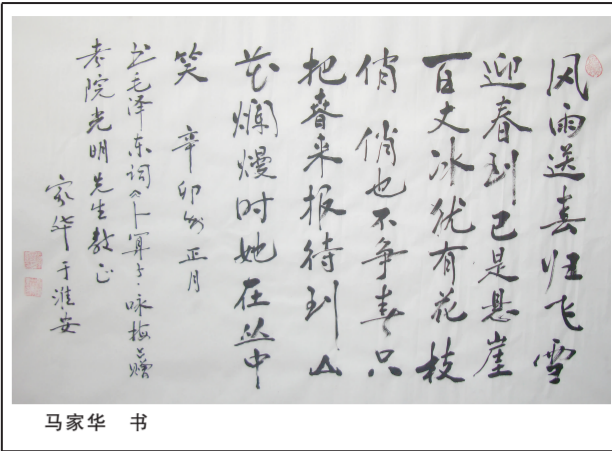 风雨送春归飞雪
迎春到已是悬崖
百丈冰犹有花枝
俏 俏也不争春只
把春来报待到山
花爛熳时她在丛中
笑 辛卯年正月
书毛泽东词《卜算子·咏梅》赠
院光明先生教正
家华于淮安
马家华 书